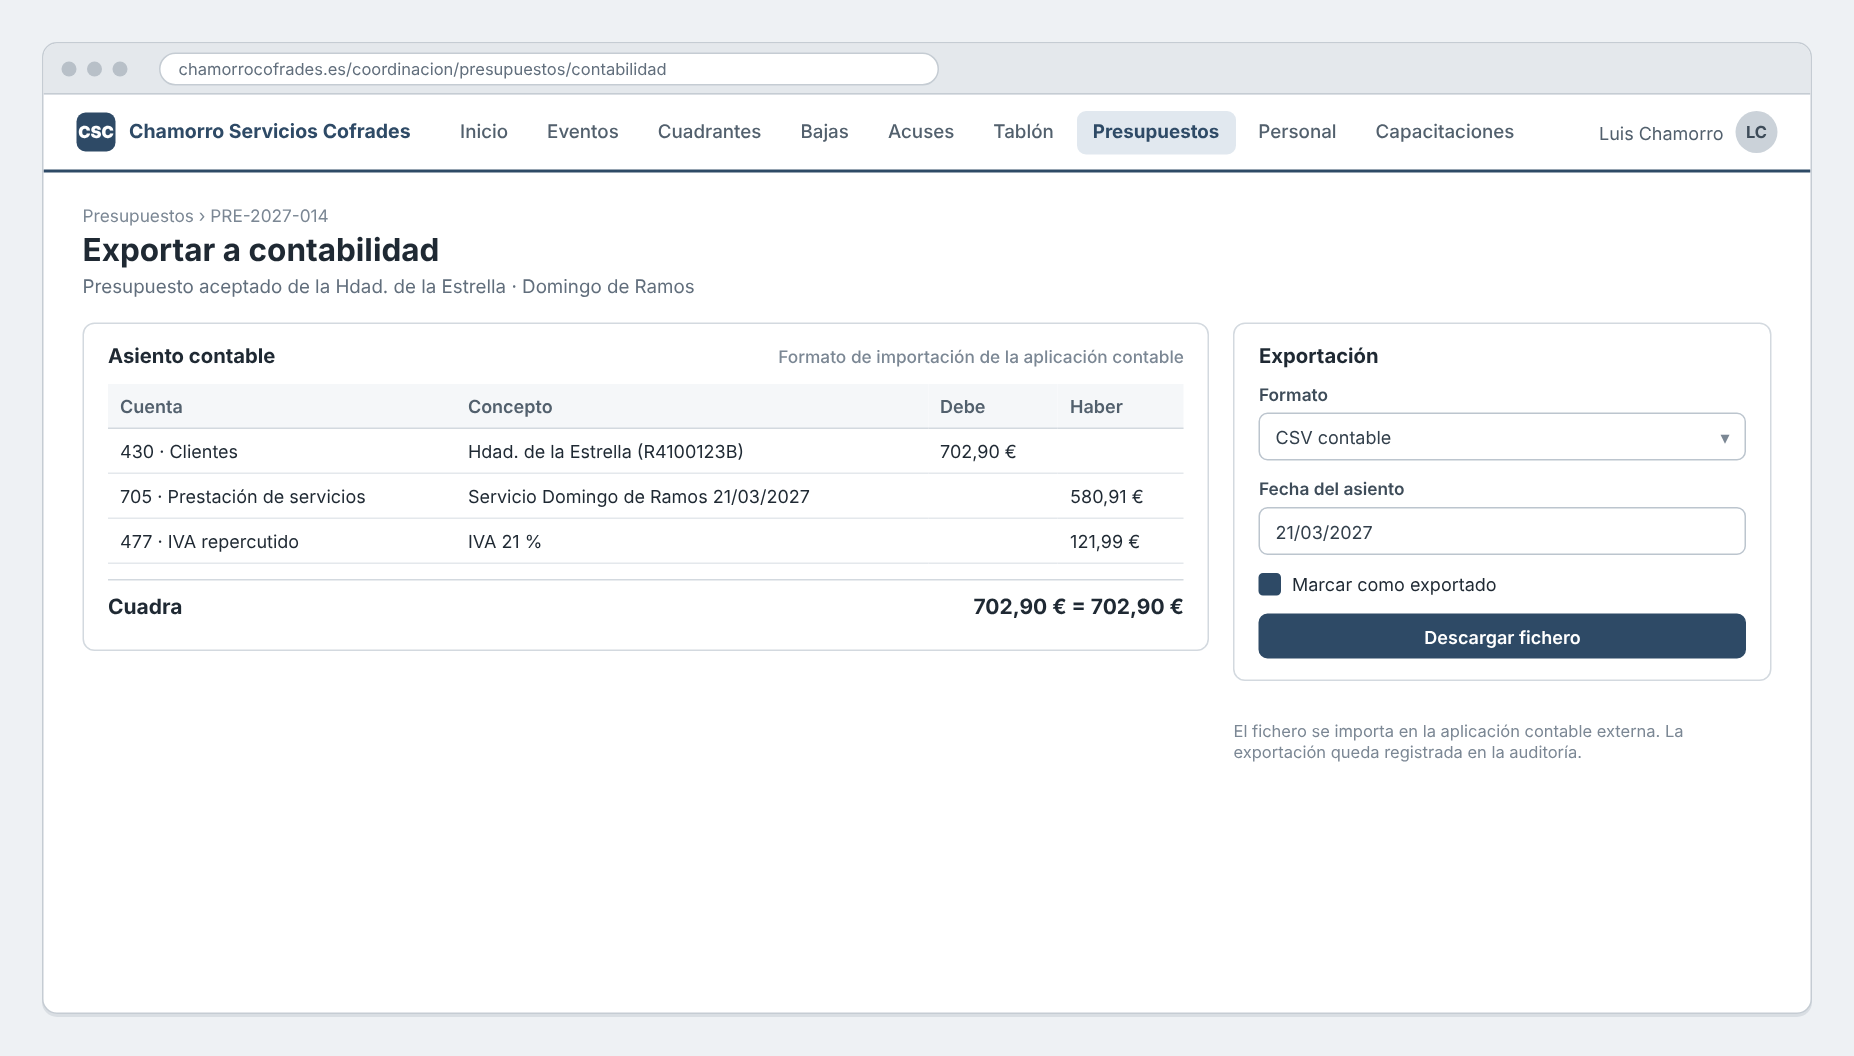 chamorrocofrades.es/coordinacion/presupuestos/contabilidad
CSC Chamorro Servicios Cofrades Inicio Eventos Cuadrantes Bajas Acuses Tablón Presupuestos Personal Capacitaciones Luis Chamorro LC
Presupuestos › PRE-2027-014
Exportar a contabilidad
Presupuesto aceptado de la Hdad. de la Estrella · Domingo de Ramos
Asiento contable Formato de importación de la aplicación contable
Cuenta Concepto Debe Haber
430 · Clientes Hdad. de la Estrella (R4100123B) 702,90 €
705 · Prestación de servicios Servicio Domingo de Ramos 21/03/2027 580,91 €
477 · IVA repercutido IVA 21 % 121,99 €
Cuadra 702,90 € = 702,90 €
Exportación
Formato
CSV contable ▾
Fecha del asiento
21/03/2027
Marcar como exportado
Descargar fichero
El fichero se importa en la aplicación contable externa. La
exportación queda registrada en la auditoría.